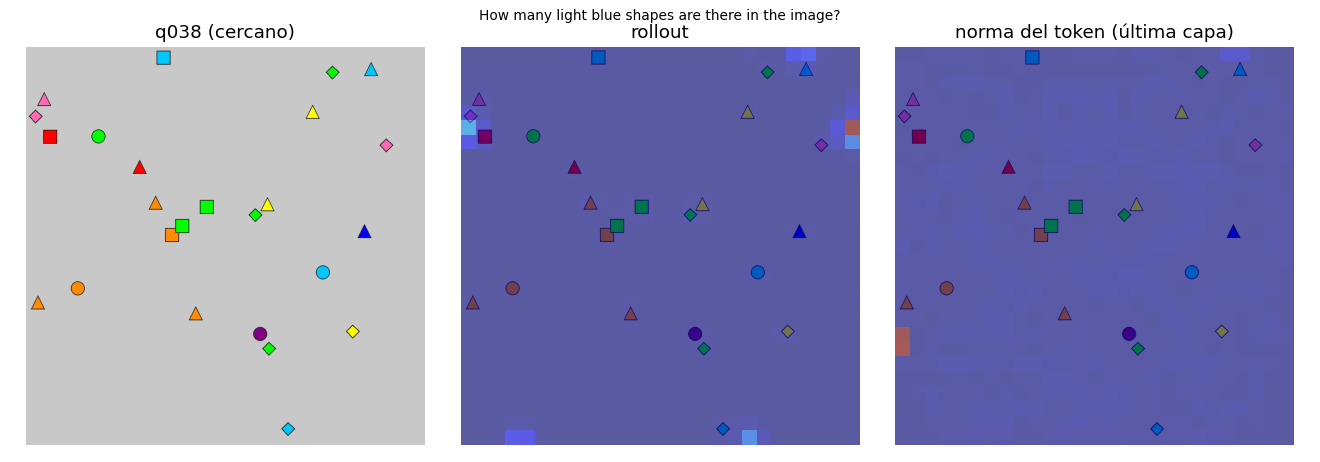 How many light blue shapes are there in the image?
q038 (cercano)
rollout
norma del token (última capa)